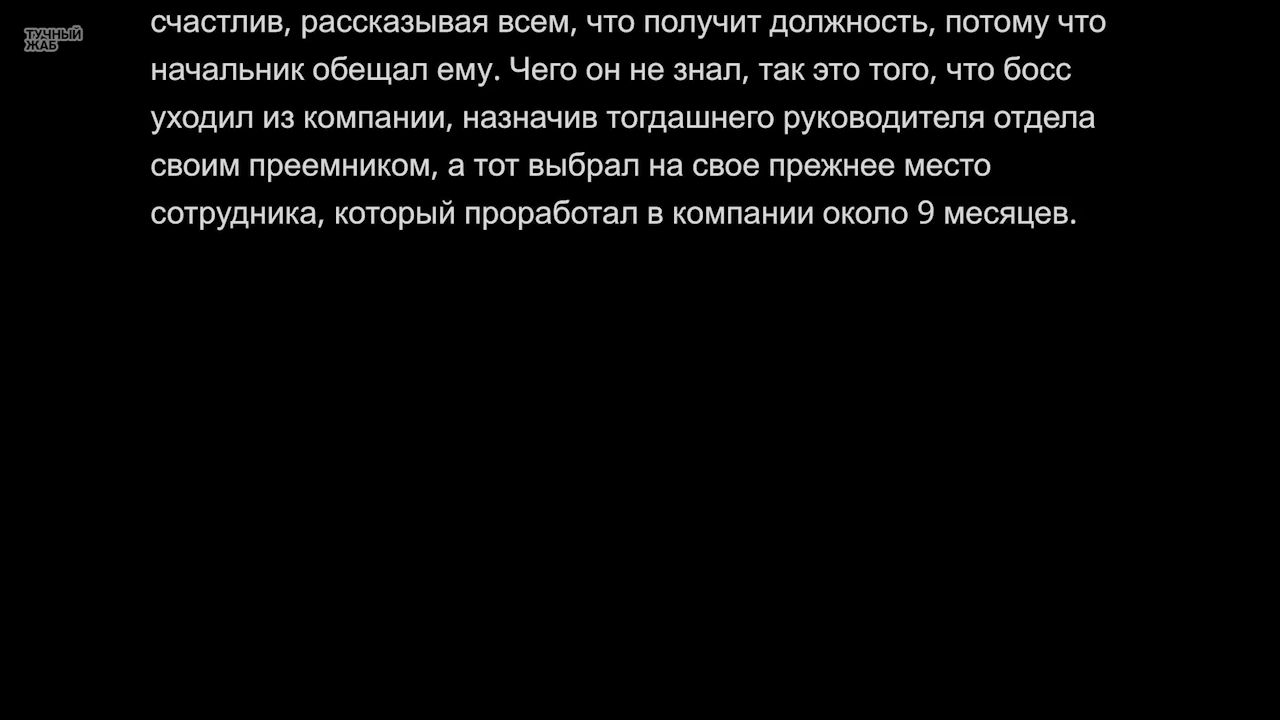 ТУЧНЫЙ
ЖАБ
счастлив, рассказывая всем, что получит должность, потому что
начальник обещал ему. Чего он не знал, так это того, что босс
уходил из компании, назначив тогдашнего руководителя отдела
своим преемником, а тот выбрал на свое прежнее место
сотрудника, который проработал в компании около 9 месяцев.